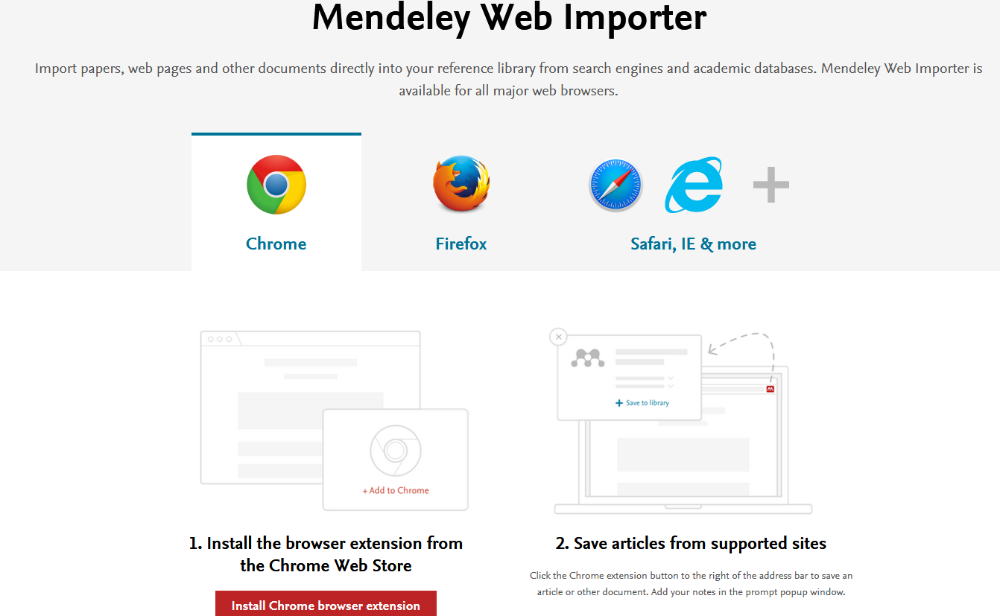 Mendeley Web Importer
Import papers, web pages and other documents directly into your reference library from search engines and academic databases. Mendeley Web Importer is
available for all major web browsers.
Chrome
Firefox
Safari, IE & more
+ Add to Chrome
+ Save to library
1. Install the browser extension from
the Chrome Web Store
Install Chrome browser extension
2. Save articles from supported sites
Click the Chrome extension button to the right of the address bar to save an
article or other document. Add your notes in the prompt popup window.